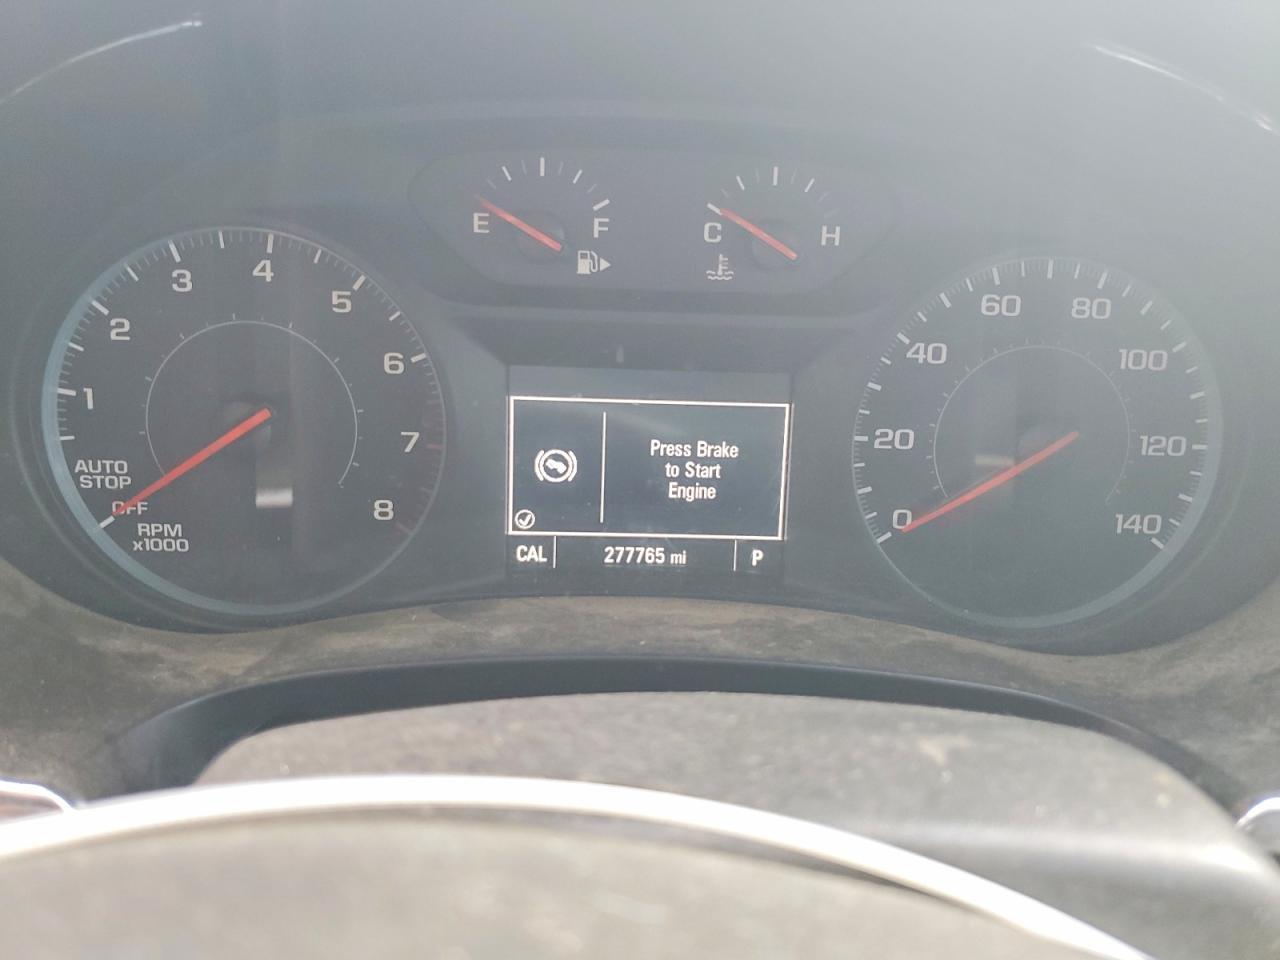 E F
C H
1 2 3 4 5 6 7 8
AUTO
STOP
OFF
RPM
x1000
Press Brake
to Start
Engine
CAL 277765 mi P
0 20 40 60 80 100 120 140